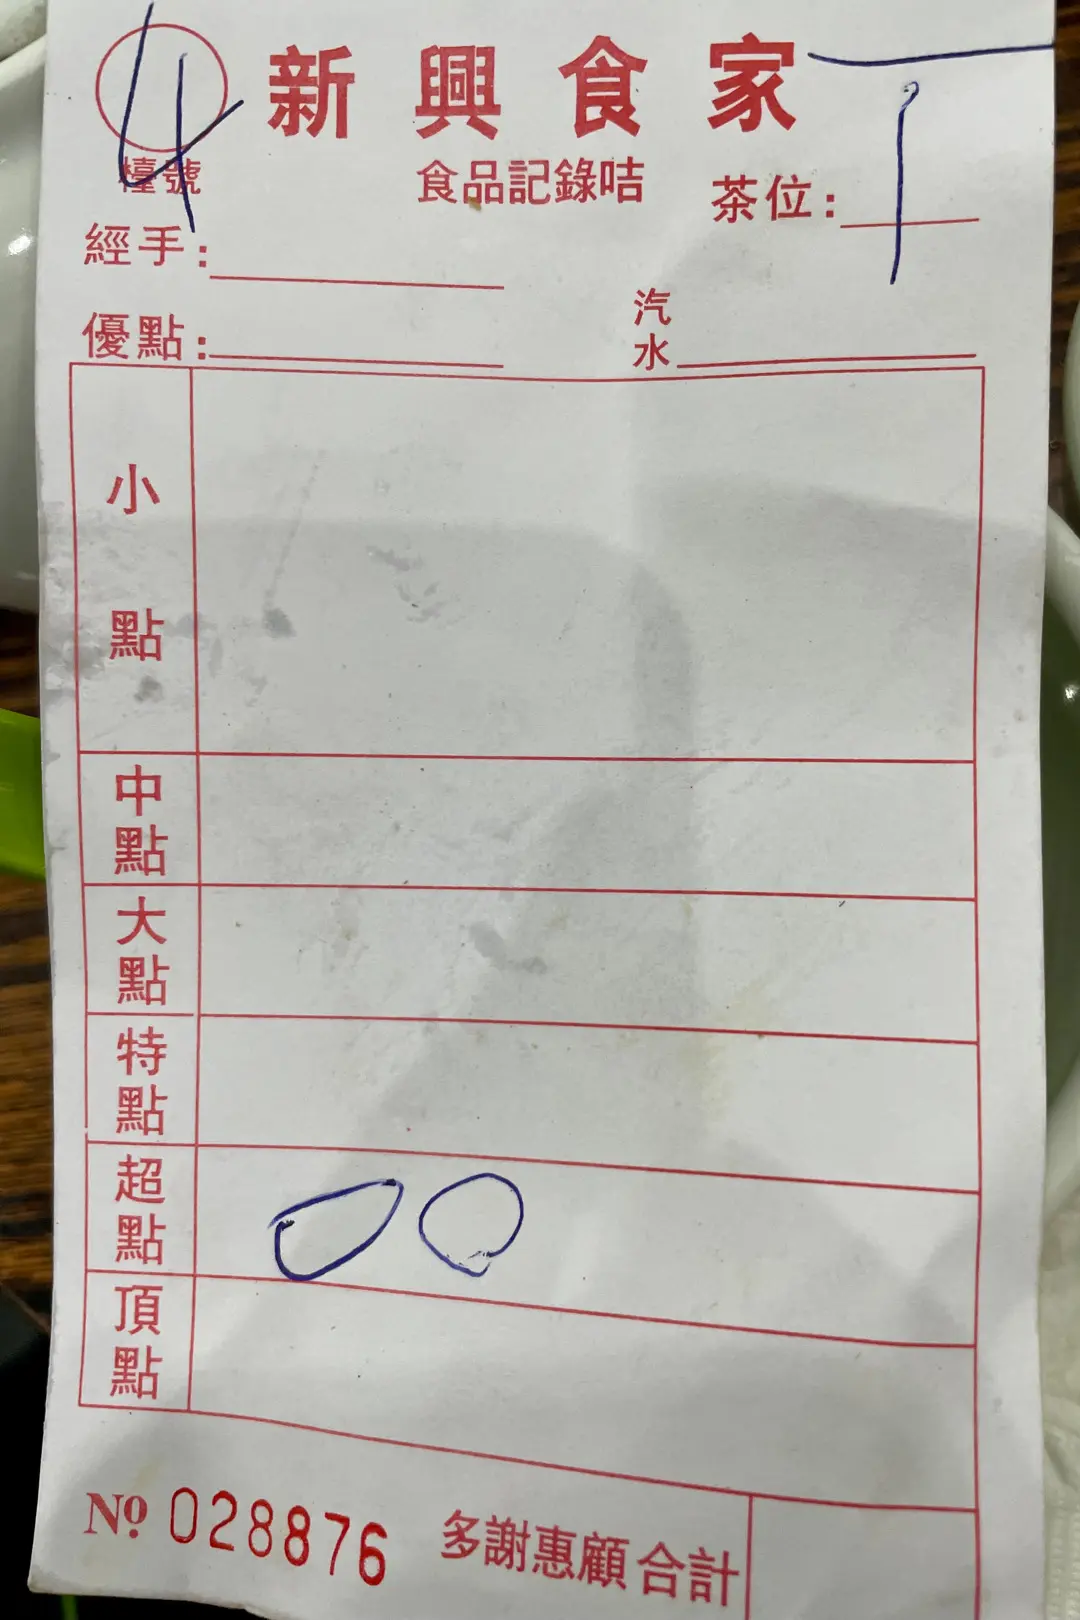 4
新興食家
檯號
食品記錄咭
茶位:
經手:
優點:
汽水
小點
中點
大點
特點
超點
頂點
Nº 028876
多謝惠顧 合計